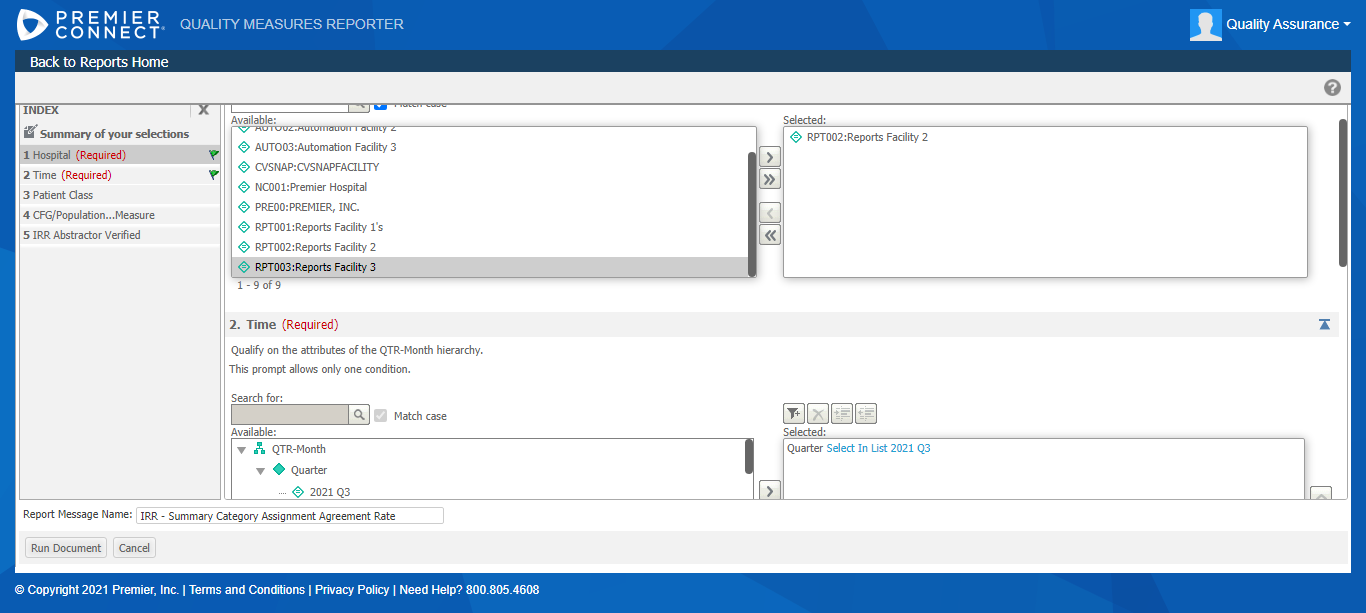 PREMIER CONNECT QUALITY MEASURES REPORTER
Quality Assurance
Back to Reports Home
?
INDEX X
Summary of your selections
1 Hospital (Required)
2 Time (Required)
3 Patient Class
4 CFG/Population...Measure
5 IRR Abstractor Verified
Match case
Available:
AUTO02:Automation Facility 2
AUTO03:Automation Facility 3
CVSNAP:CVSNAPFACILITY
NC001:Premier Hospital
PRE00:PREMIER, INC.
RPT001:Reports Facility 1's
RPT002:Reports Facility 2
RPT003:Reports Facility 3
1 - 9 of 9
Selected:
RPT002:Reports Facility 2
2. Time (Required)
Qualify on the attributes of the QTR-Month hierarchy.
This prompt allows only one condition.
Search for:
Match case
Available:
QTR-Month
Quarter
2021 Q3
Selected:
Quarter Select In List 2021 Q3
Report Message Name: IRR - Summary Category Assignment Agreement Rate
Run Document Cancel
© Copyright 2021 Premier, Inc. | Terms and Conditions | Privacy Policy | Need Help? 800.805.4608